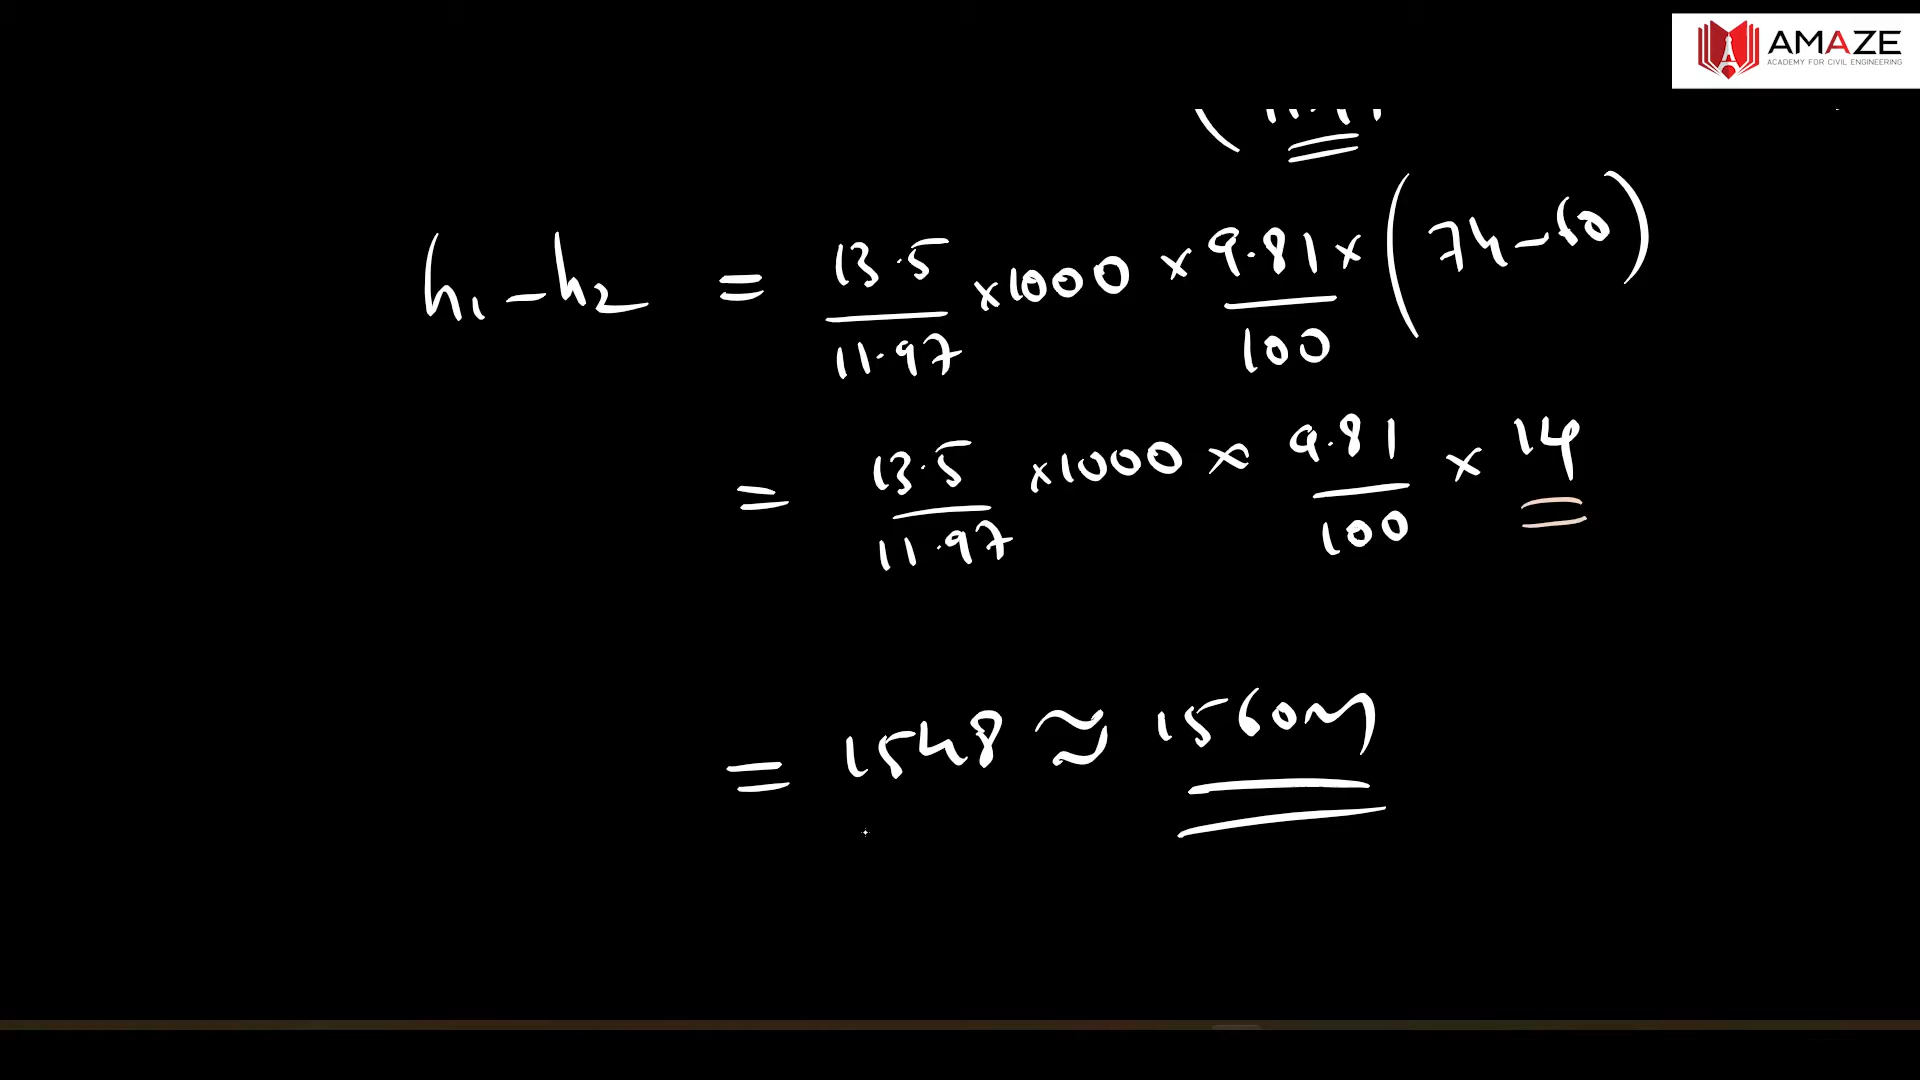 AMAZE
ACADEMY FOR CIVIL ENGINEERING
h₁ - h₂ = 13.5/11.97 × 1000 × 9.81/100 × (74 - 60)
= 13.5/11.97 × 1000 × 9.81/100 × 14
= 1548 ≈ 1560m